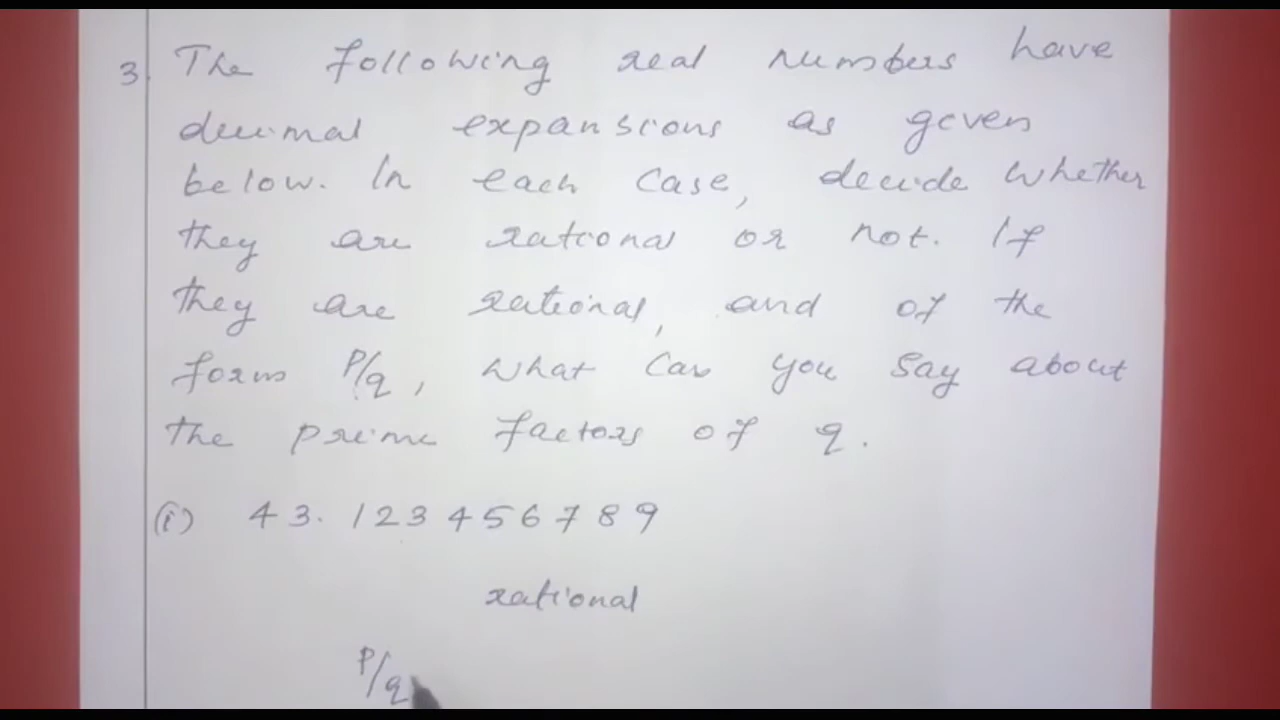 3. The following real numbers have
decimal expansions as given
below. In each case, decide whether
they are rational or not. If
they are rational, and of the
form P/q, what can you say about
the prime factors of q.
(i) 43.123456789
rational
P/q